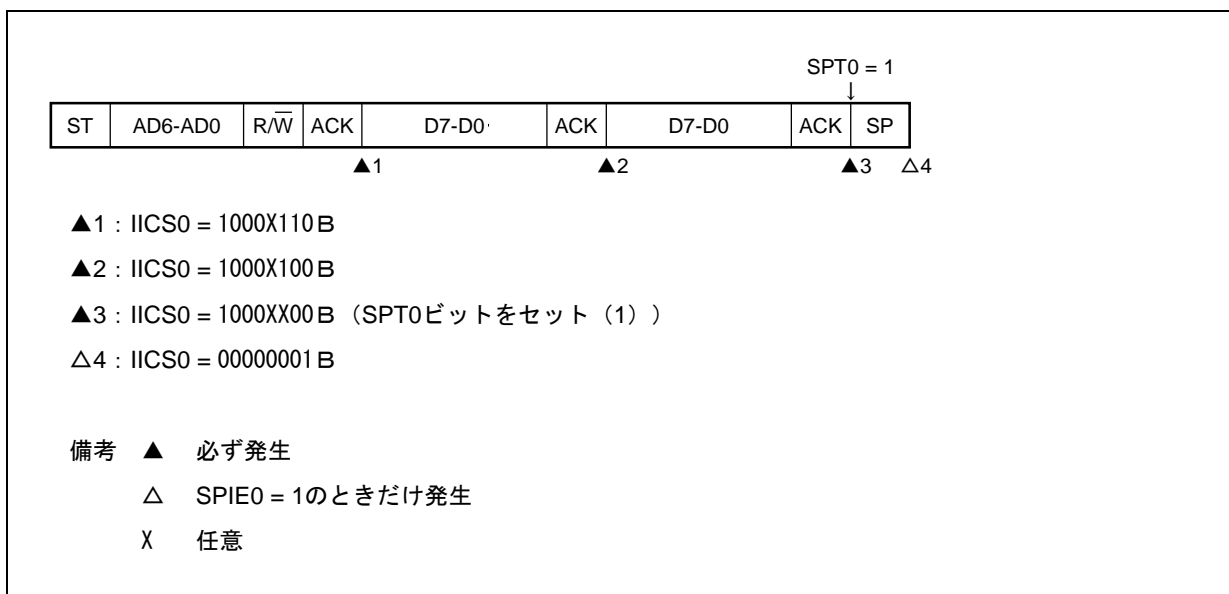 SPT0 = 1
↓
ST AD6-AD0 R/W̅ ACK D7-D0 ACK D7-D0 ACK SP
▲1 ▲2 ▲3 △4
▲1：IICS0 = 1000X110B
▲2：IICS0 = 1000X100B
▲3：IICS0 = 1000XX00B（SPT0ビットをセット（1））
△4：IICS0 = 00000001B
備考 ▲ 必ず発生
△ SPIE0 = 1のときだけ発生
X 任意